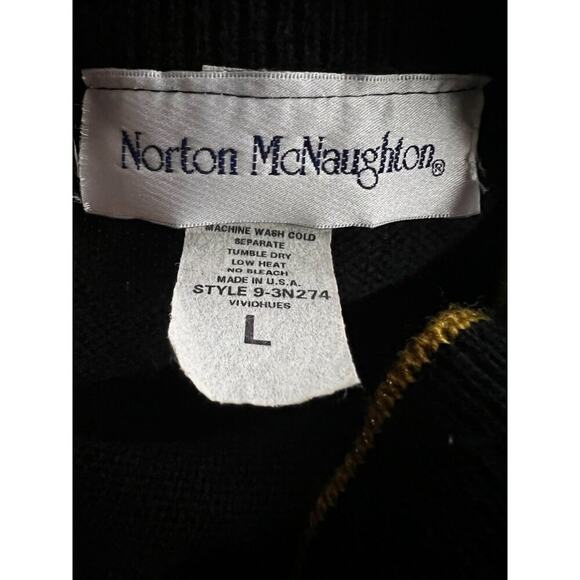 Norton McNaughton®
MACHINE WASH COLD
SEPARATE
TUMBLE DRY
LOW HEAT
NO BLEACH
MADE IN U.S.A.
STYLE 9-3N274
VIVIDHUES
L